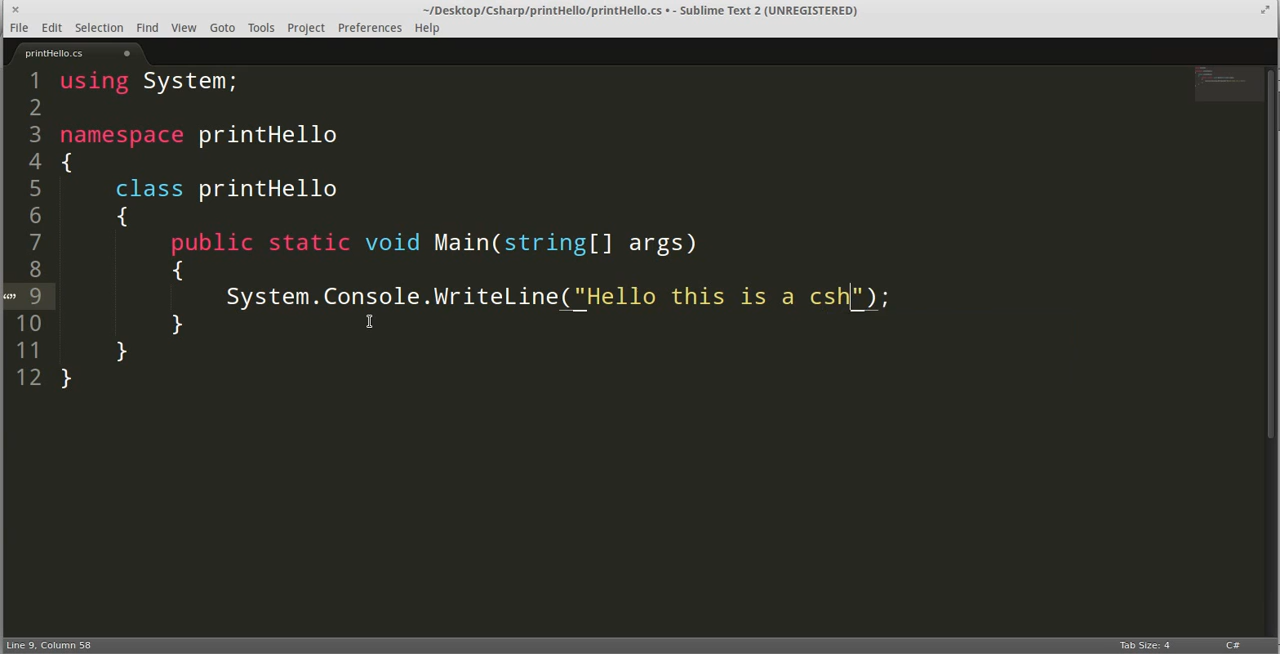 ~/Desktop/Csharp/printHello/printHello.cs • - Sublime Text 2 (UNREGISTERED)
File Edit Selection Find View Goto Tools Project Preferences Help
printHello.cs
1 using System;
2
3 namespace printHello
4 {
5     class printHello
6     {
7         public static void Main(string[] args)
8         {
9             System.Console.WriteLine("Hello this is a csh");
10         }
11     }
12 }
Line 9, Column 58 Tab Size: 4 C#